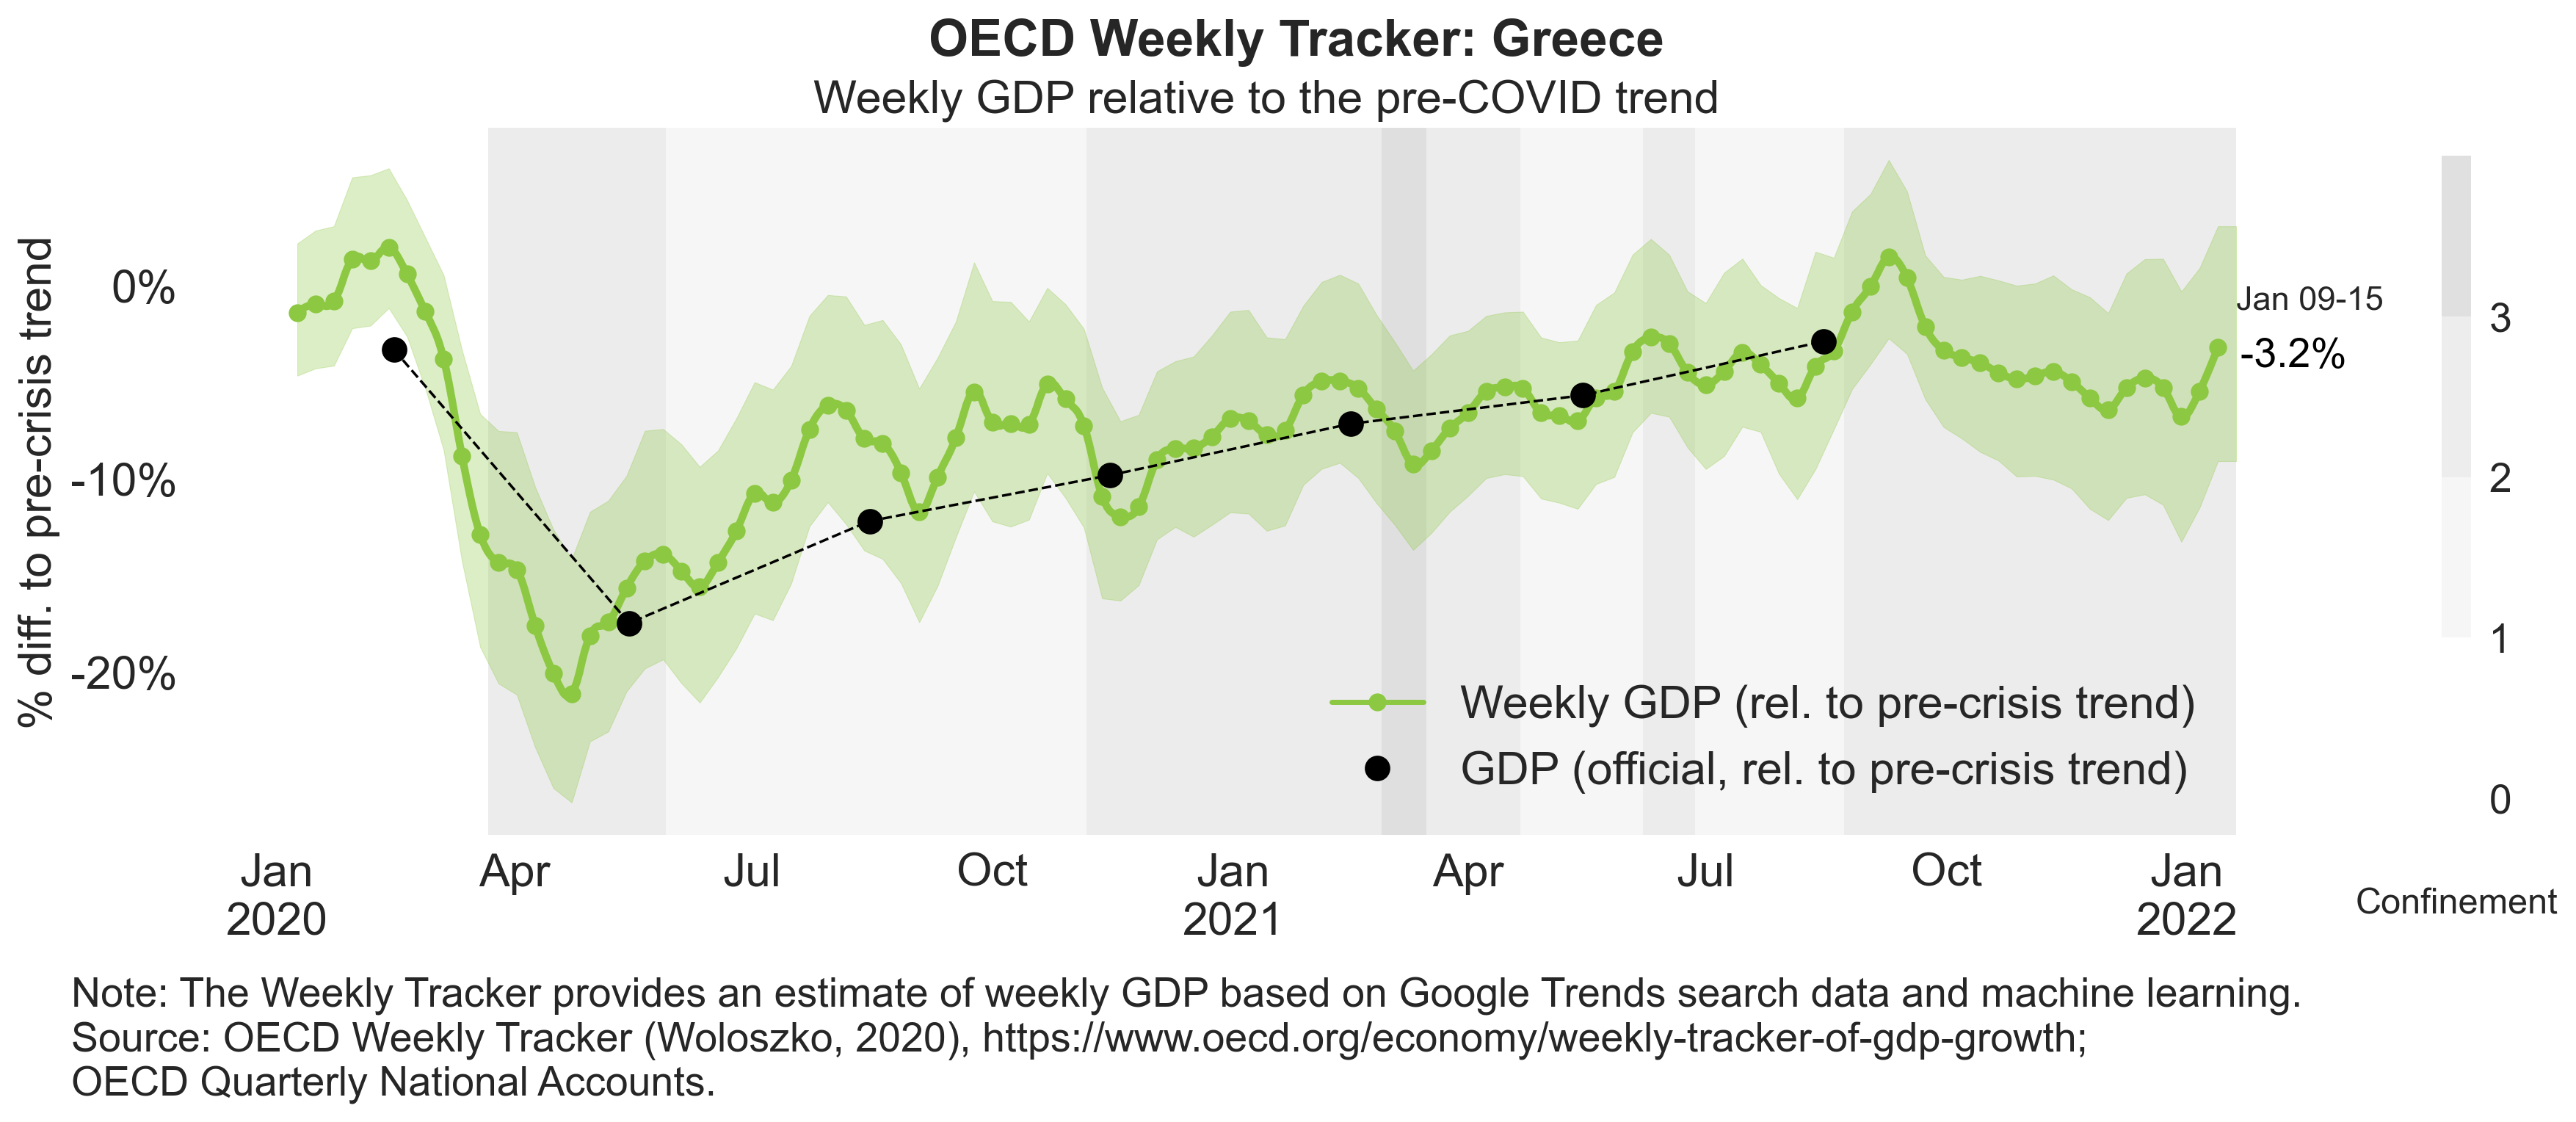 OECD Weekly Tracker: Greece
Weekly GDP relative to the pre-COVID trend
% diff. to pre-crisis trend
0%
-10%
-20%
Jan 09-15
-3.2%
Weekly GDP (rel. to pre-crisis trend)
GDP (official, rel. to pre-crisis trend)
3
2
1
0
Confinement
Jan
2020
Apr
Jul
Oct
Jan
2021
Apr
Jul
Oct
Jan
2022
Note: The Weekly Tracker provides an estimate of weekly GDP based on Google Trends search data and machine learning.
Source: OECD Weekly Tracker (Woloszko, 2020), https://www.oecd.org/economy/weekly-tracker-of-gdp-growth;
OECD Quarterly National Accounts.